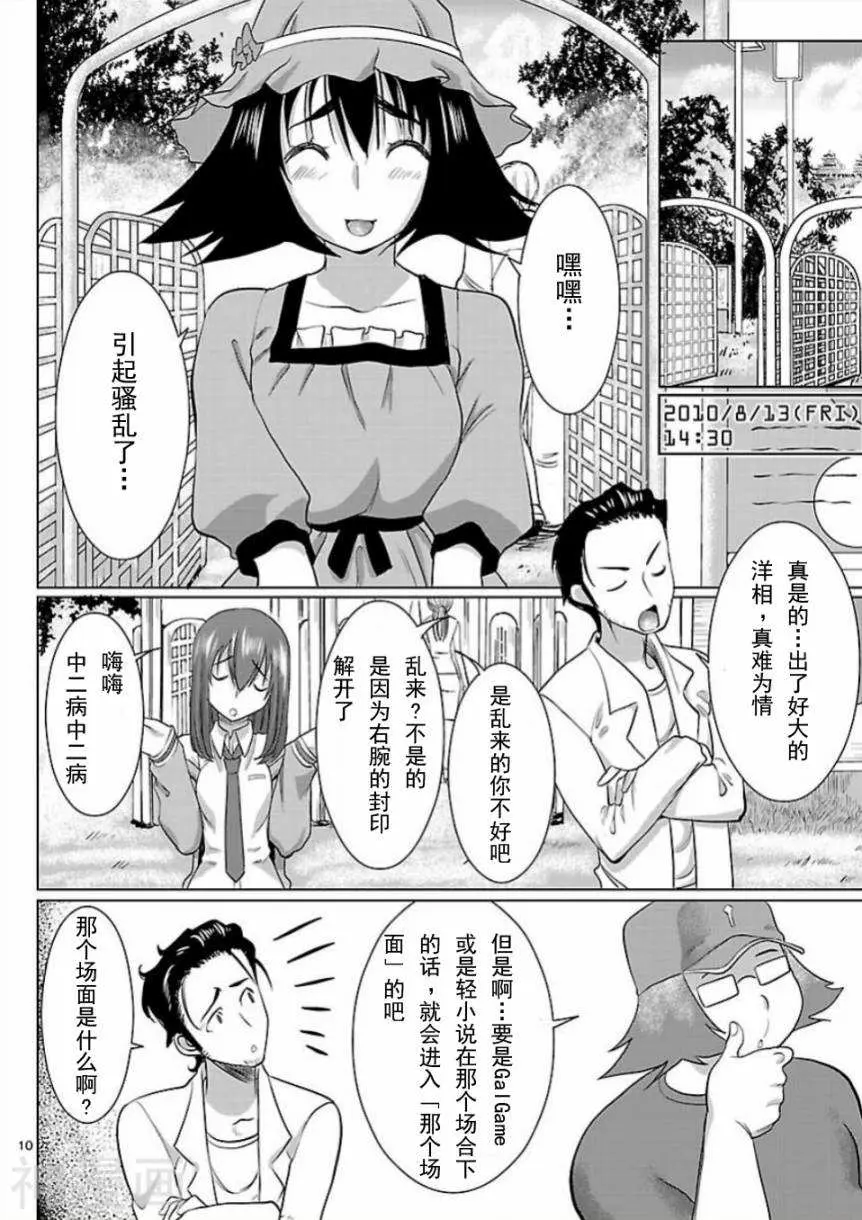 2010/8/13(FRI)
14:30
嘿嘿…
引起骚乱了…
真是的…出了好大的
洋相，真难为情
是乱来的你不好吧
乱来？不是的
是因为右腕的封印
解开了
嗨嗨
中二病中二病
但是啊…要是GalGame
或是轻小说在那个场合下
的话，就会进入「那个场
面」的吧
那个场面是什么啊？
10